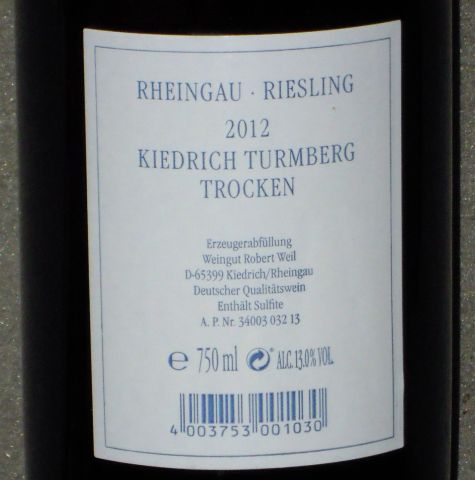 RHEINGAU · RIESLING
2012
KIEDRICH TURMBERG
TROCKEN
Erzeugerabfüllung
Weingut Robert Weil
D-65399 Kiedrich/Rheingau
Deutscher Qualitätswein
Enthält Sulfite
A. P. Nr. 34003 032 13
e 750 ml ALC. 13.0% VOL.
4 003753 001030